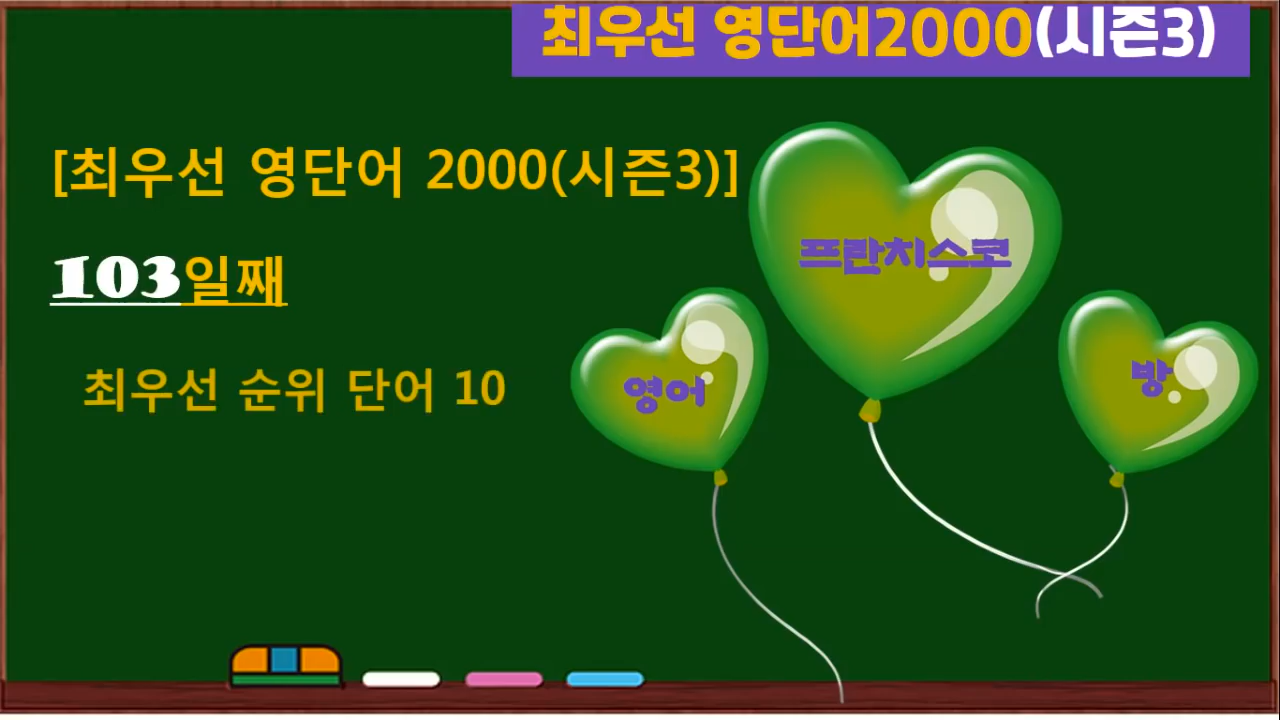 최우선 영단어2000(시즌3)
[최우선 영단어 2000(시즌3)]
103일째
최우선 순위 단어 10
프란치스코
영어
방